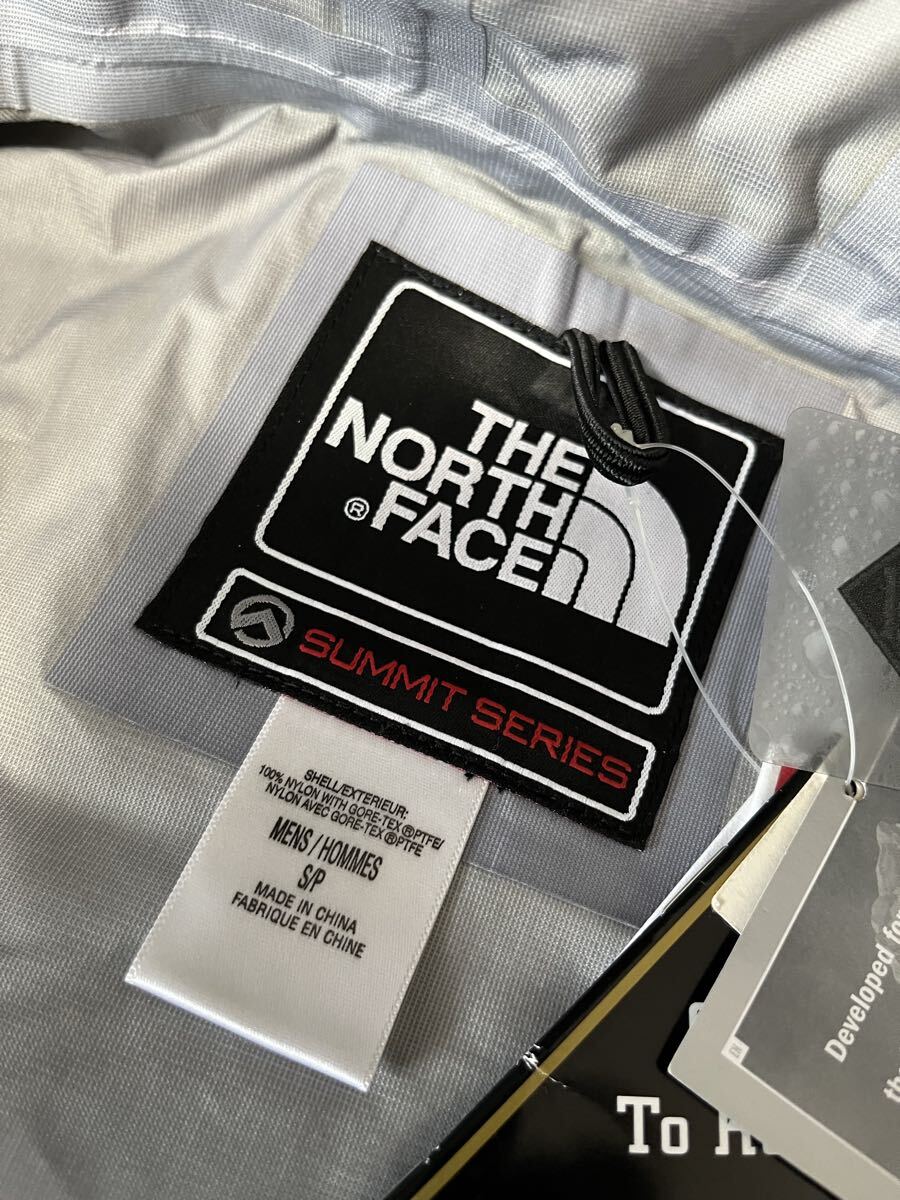 THE
NORTH
® FACE
SUMMIT SERIES
SHELL/EXTERIEUR:
100% NYLON WITH GORE-TEX ®PTFE/
NYLON AVEC GORE-TEX ®PTFE
MENS / HOMMES
S/P
MADE IN CHINA
FABRIQUE EN CHINE
Developed
EN
To